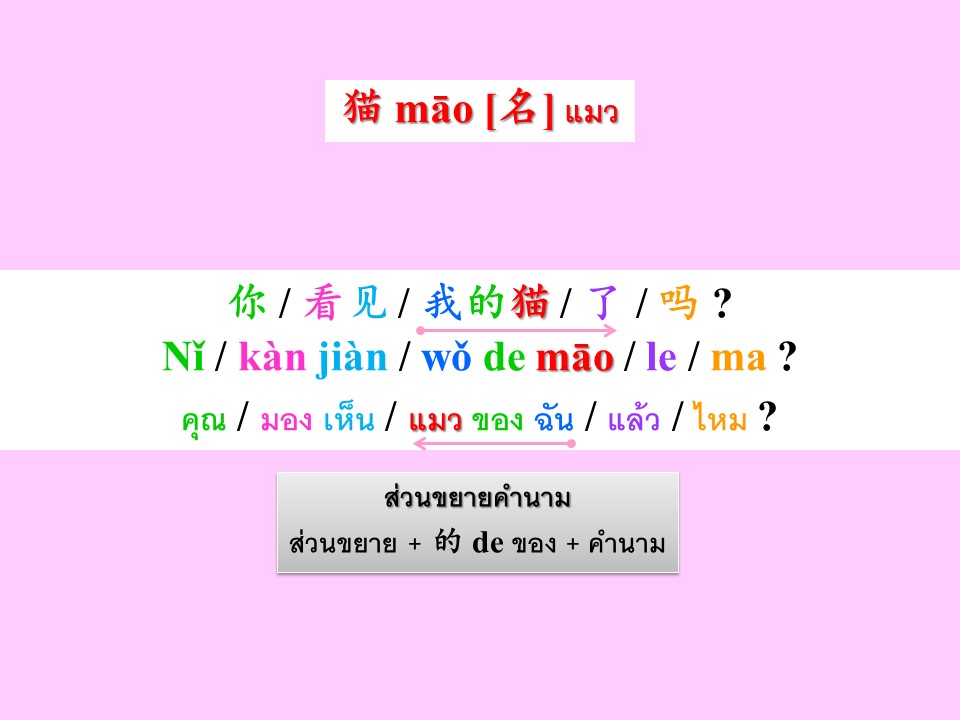 猫 māo [名] แมว
你 / 看见 / 我的猫 / 了 / 吗 ?
Nǐ / kàn jiàn / wǒ de māo / le / ma ?
คุณ / มอง เห็น / แมว ของ ฉัน / แล้ว / ไหม ?
ส่วนขยายคำนาม
ส่วนขยาย + 的 de ของ + คำนาม